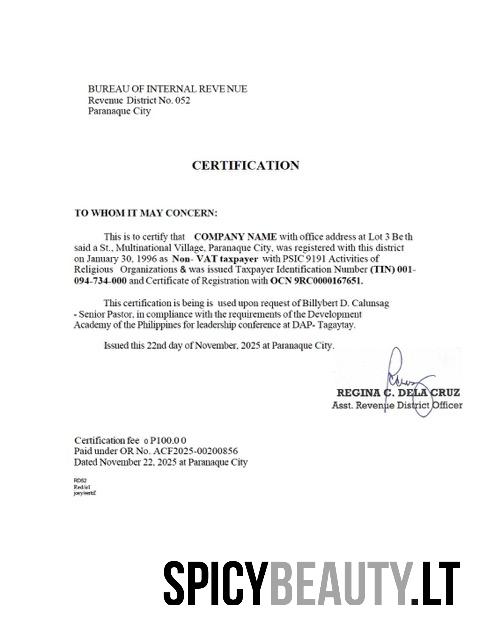 BUREAU OF INTERNAL REVENUE
Revenue District No. 052
Paranaque City
CERTIFICATION
TO WHOM IT MAY CONCERN:
This is to certify that COMPANY NAME with office address at Lot 3 Beth
said a St., Multinational Village, Paranaque City, was registered with this district
on January 30, 1996 as Non- VAT taxpayer with PSIC 9191 Activities of
Religious Organizations & was issued Taxpayer Identification Number (TIN) 001-
094-734-000 and Certificate of Registration with OCN 9RC0000167651.
This certification is being is used upon request of Billybert D. Calunsag
- Senior Pastor, in compliance with the requirements of the Development
Academy of the Philippines for leadership conference at DAP- Tagaytay.
Issued this 22nd day of November, 2025 at Paranaque City.
REGINA C. DELA CRUZ
Asst. Revenue District Officer
Certification fee o P100.00
Paid under OR No. ACF2025-00200856
Dated November 22, 2025 at Paranaque City
RD52
joey/certif.
SPICYBEAUTY.LT